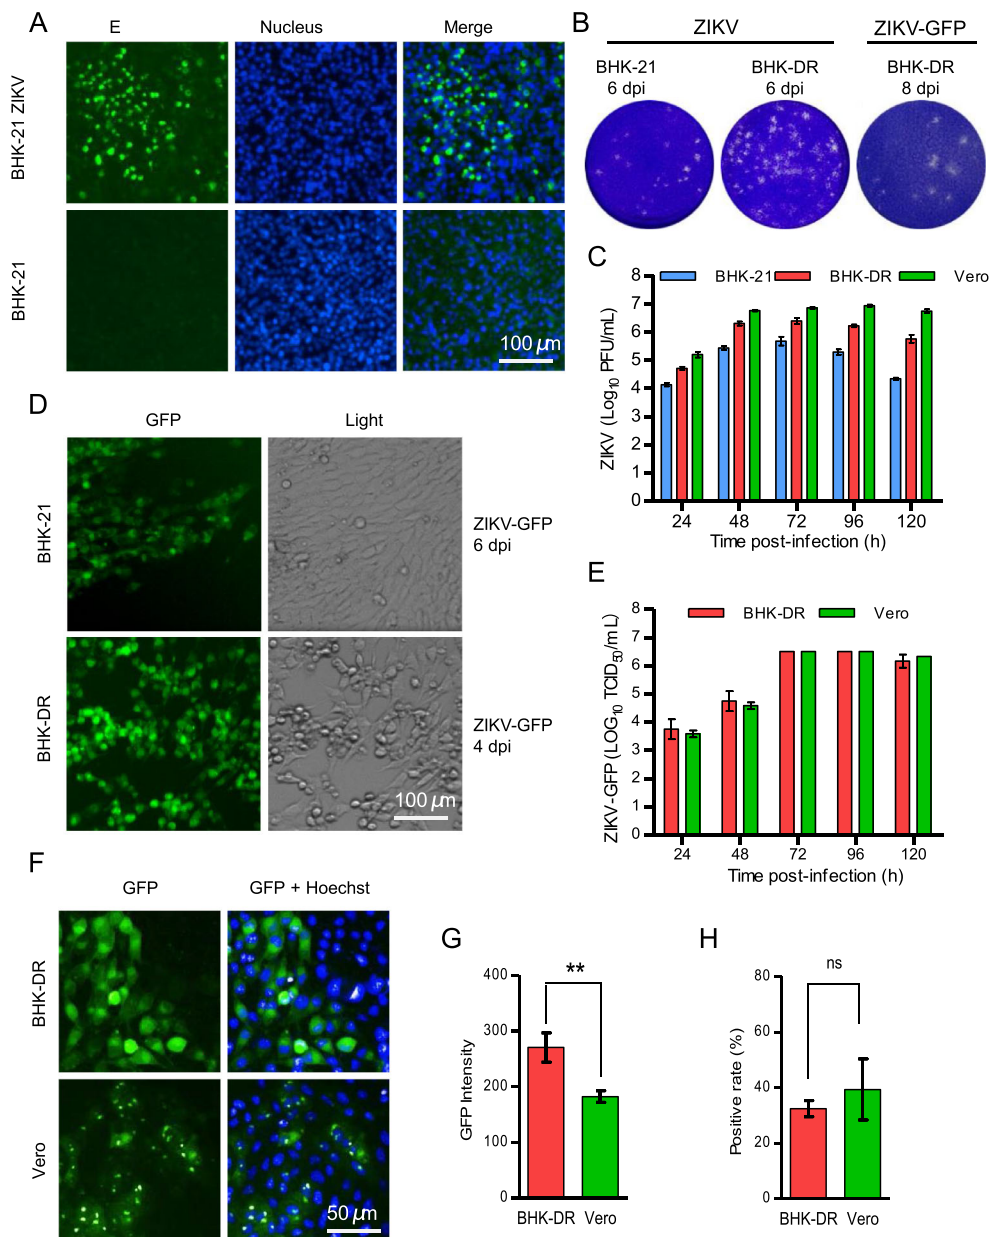 A
E
Nucleus
Merge
BHK-21 ZIKV
BHK-21
100 µm
B
ZIKV
ZIKV-GFP
BHK-21
6 dpi
BHK-DR
6 dpi
BHK-DR
8 dpi
C
BHK-21
BHK-DR
Vero
ZIKV (Log10 PFU/mL)
8
7
6
5
4
3
2
1
0
24
48
72
96
120
Time post-infection (h)
D
GFP
Light
BHK-21
ZIKV-GFP
6 dpi
BHK-DR
ZIKV-GFP
4 dpi
100 µm
E
BHK-DR
Vero
ZIKV-GFP (LOG10 TCID50/mL)
8
7
6
5
4
3
2
1
0
24
48
72
96
120
Time post-infection (h)
F
GFP
GFP + Hoechst
BHK-DR
Vero
50 µm
G
**
GFP Intensity
400
300
200
100
0
BHK-DR
Vero
H
ns
Positive rate (%)
80
60
40
20
0
BHK-DR
Vero